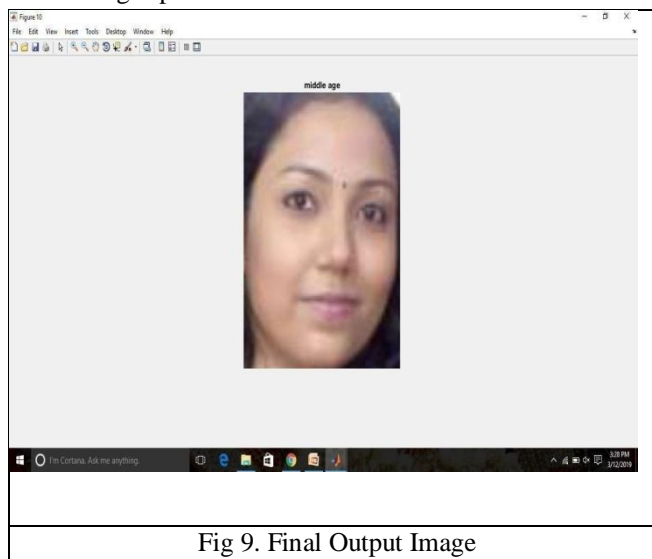 Figure 10
File Edit View Insert Tools Desktop Window Help
middle age
I'm Cortana. Ask me anything.
3:28 PM
3/12/2019
Fig 9. Final Output Image